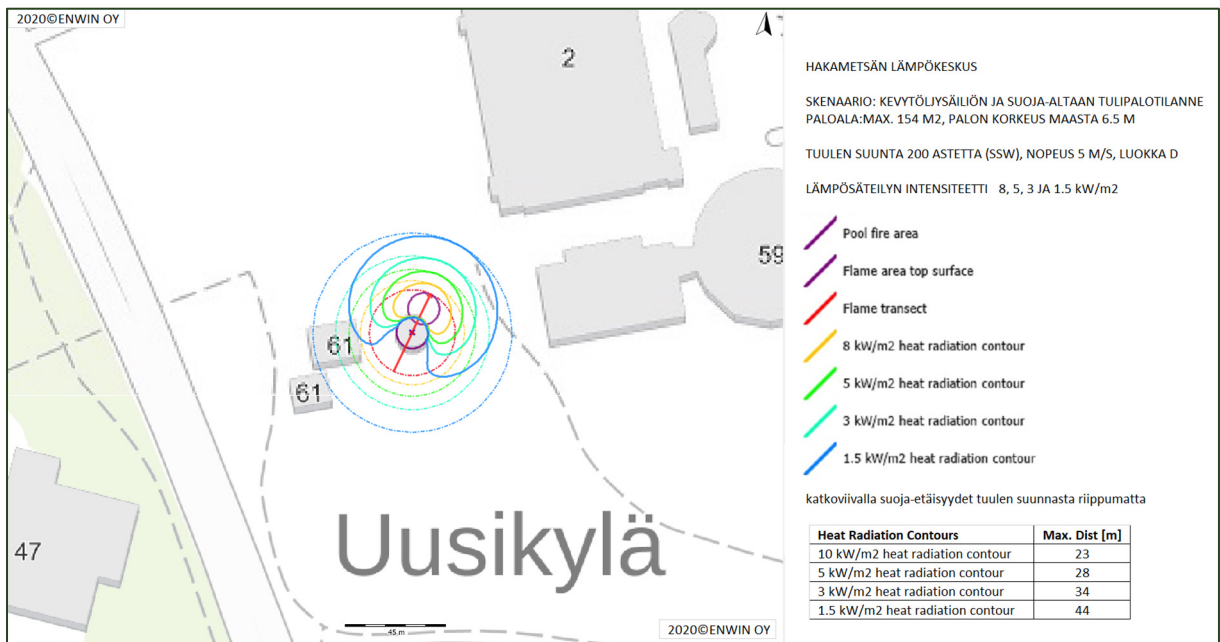 2020©ENWIN OY
2
59
61
61
47
Uusikylä
45 m
2020©ENWIN OY
HAKAMETSÄN LÄMPÖKESKUS
SKENAARIO: KEVYTÖLJYSÄILIÖN JA SUOJA-ALTAAN TULIPALOTILANNE
PALOALA:MAX. 154 M2, PALON KORKEUS MAASTA 6.5 M
TUULEN SUUNTA 200 ASTETTA (SSW), NOPEUS 5 M/S, LUOKKA D
LÄMPÖSÄTEILYN INTENSITEETTI 8, 5, 3 JA 1.5 kW/m2
Pool fire area
Flame area top surface
Flame transect
8 kW/m2 heat radiation contour
5 kW/m2 heat radiation contour
3 kW/m2 heat radiation contour
1.5 kW/m2 heat radiation contour
katkoviivalla suoja-etäisyydet tuulen suunnasta riippumatta
Heat Radiation Contours Max. Dist [m]
10 kW/m2 heat radiation contour 23
5 kW/m2 heat radiation contour 28
3 kW/m2 heat radiation contour 34
1.5 kW/m2 heat radiation contour 44